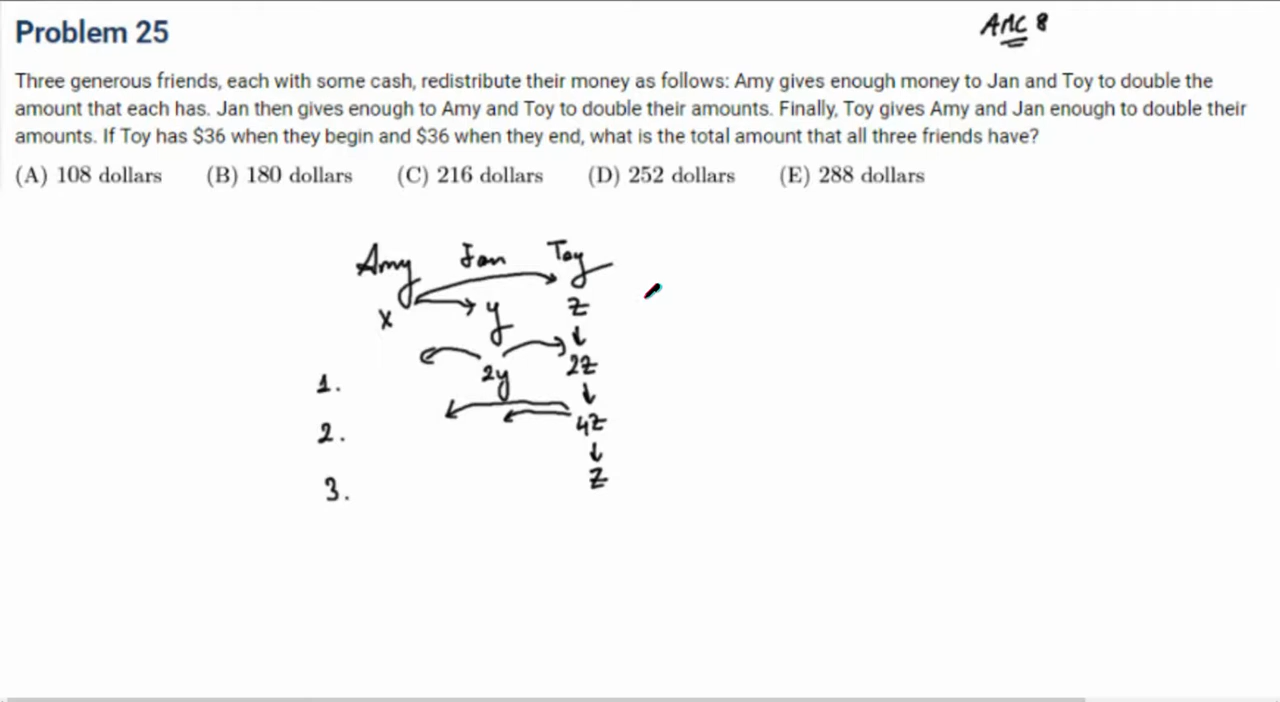 Problem 25
AMC 8
Three generous friends, each with some cash, redistribute their money as follows: Amy gives enough money to Jan and Toy to double the
amount that each has. Jan then gives enough to Amy and Toy to double their amounts. Finally, Toy gives Amy and Jan enough to double their
amounts. If Toy has $36 when they begin and $36 when they end, what is the total amount that all three friends have?
(A) 108 dollars (B) 180 dollars (C) 216 dollars (D) 252 dollars (E) 288 dollars
Amy Jan Toy
x y z
1. 2y 2z
2. 4z
3. z